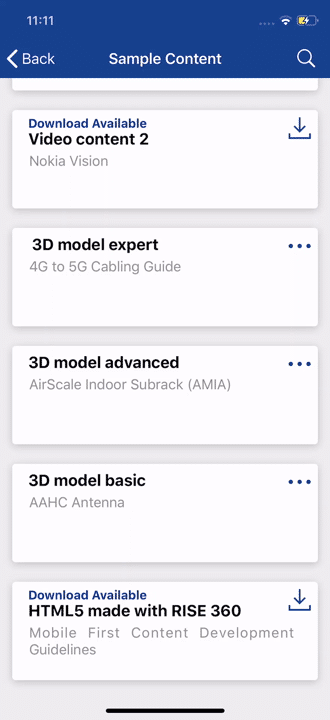 11:11
Back Sample Content
Download Available
Video content 2
Nokia Vision
3D model expert
4G to 5G Cabling Guide
3D model advanced
AirScale Indoor Subrack (AMIA)
3D model basic
AAHC Antenna
Download Available
HTML5 made with RISE 360
Mobile First Content Development
Guidelines